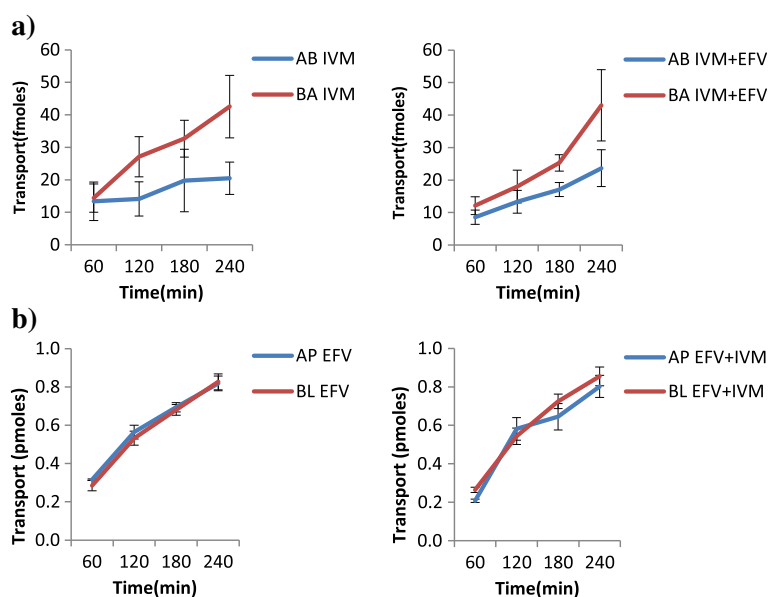 a)
60
50
40
30
20
10
0
Transport(fmoles)
60 120 180 240
Time(min)
AB IVM
BA IVM
60
50
40
30
20
10
0
Transport(fmoles)
60 120 180 240
Time(min)
AB IVM+EFV
BA IVM+EFV
b)
1.0
0.8
0.6
0.4
0.2
0.0
Transport (pmoles)
60 120 180 240
Time(min)
AP EFV
BL EFV
1.0
0.8
0.6
0.4
0.2
0.0
Transport (pmoles)
60 120 180 240
Time(min)
AP EFV+IVM
BL EFV+IVM